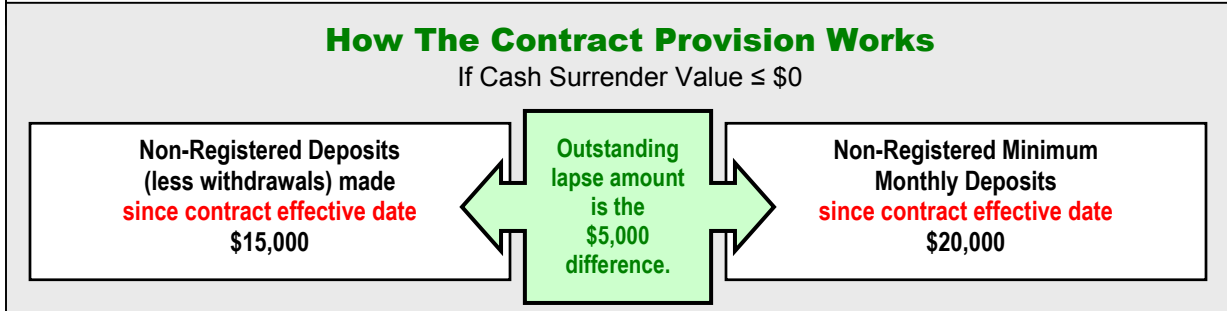 How The Contract Provision Works
If Cash Surrender Value ≤ $0
Non-Registered Deposits
(less withdrawals) made
since contract effective date
$15,000
Outstanding
lapse amount
is the
$5,000
difference.
Non-Registered Minimum
Monthly Deposits
since contract effective date
$20,000